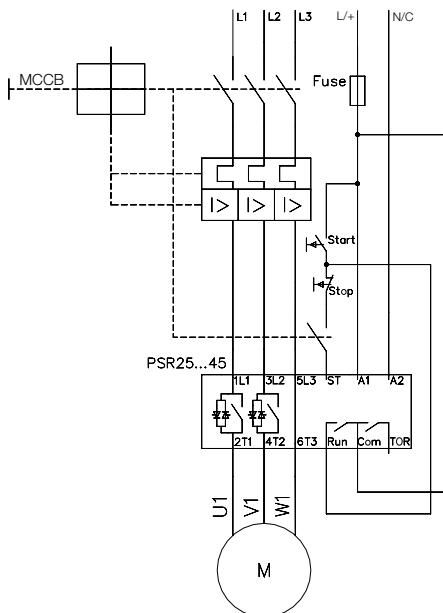 L1 L2 L3 L/+ N/C
MCCB
Fuse
I> I> I>
Start
Stop
PSR25...45
1L1 3L2 5L3 ST A1 A2
2T1 4T2 6T3 Run Com TOR
U1 V1 W1
M